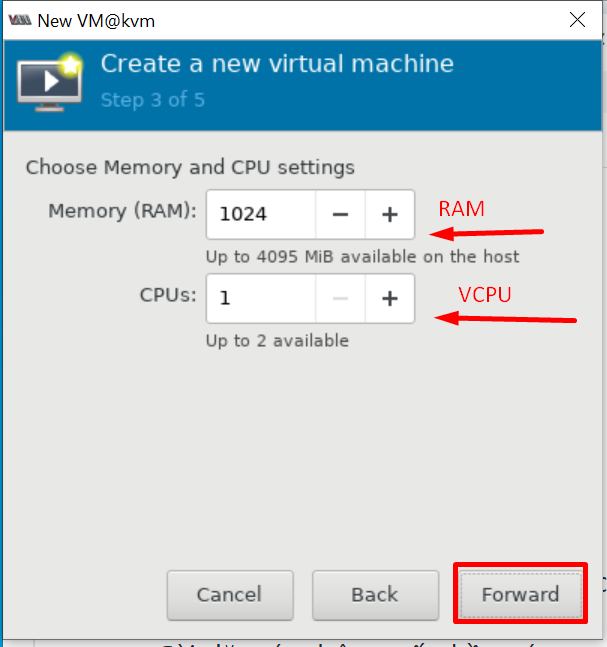 New VM@kvm
Create a new virtual machine
Step 3 of 5
Choose Memory and CPU settings
Memory (RAM): 1024 − + RAM
Up to 4095 MiB available on the host
CPUs: 1 − + VCPU
Up to 2 available
Cancel Back Forward